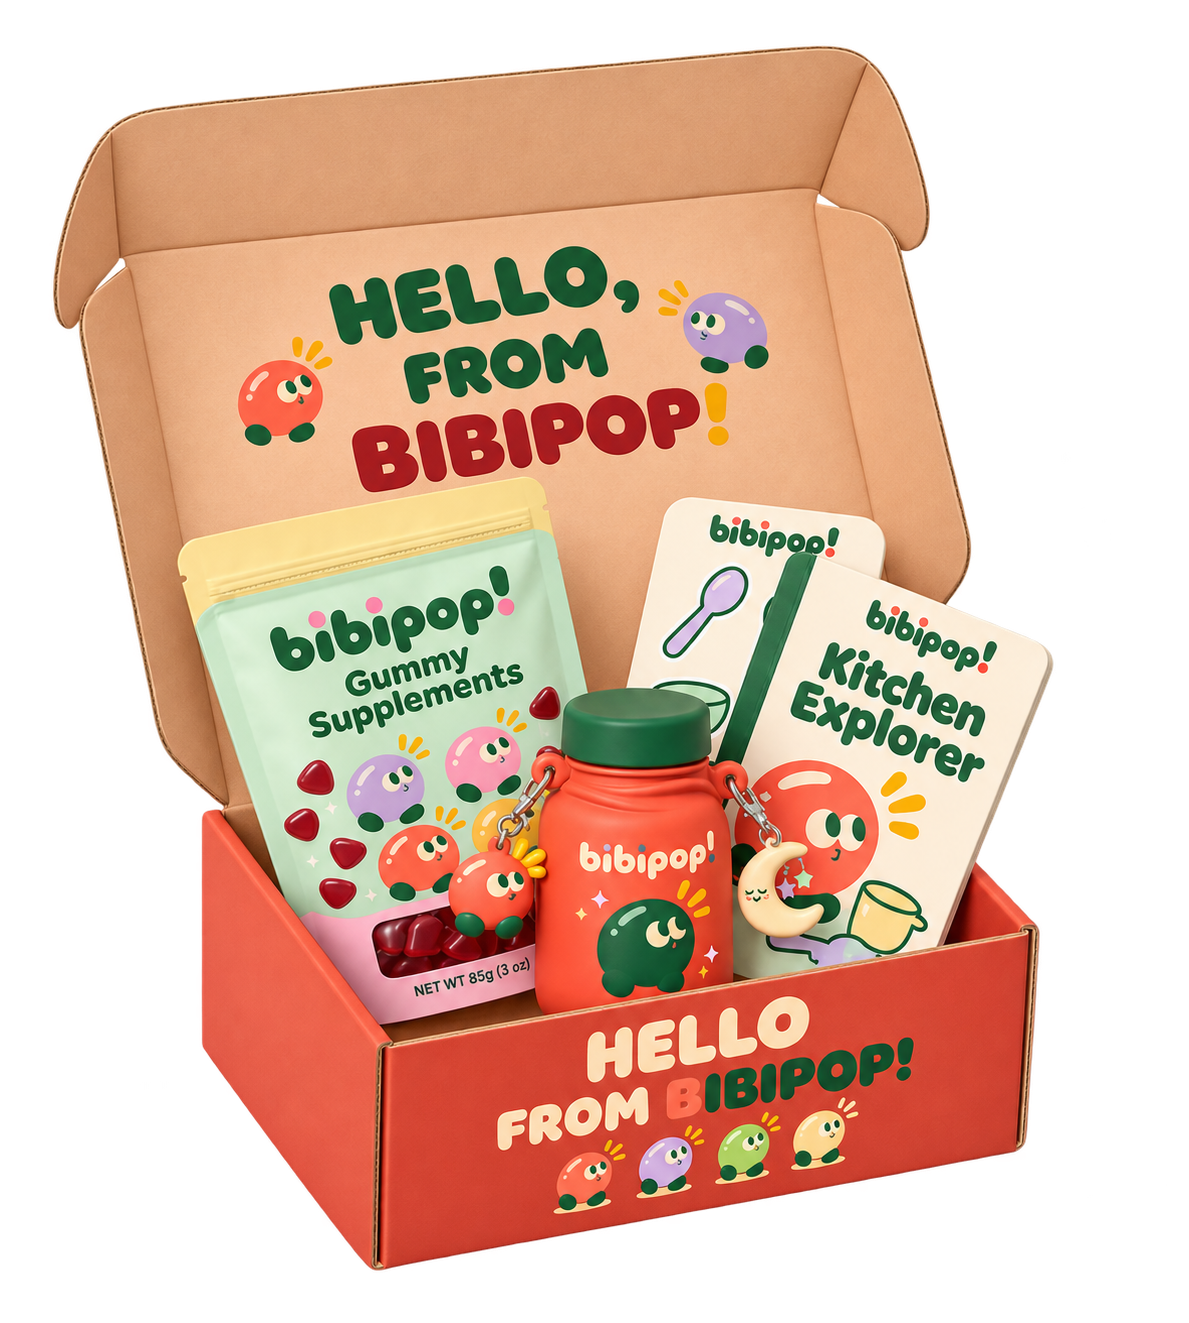 HELLO,
FROM
BIBIPOP!
bibipop!
Gummy
Supplements
NET WT 85g (3 oz)
bibipop!
bibipop!
Kitchen
Explorer
bibipop!
HELLO
FROM BIBIPOP!